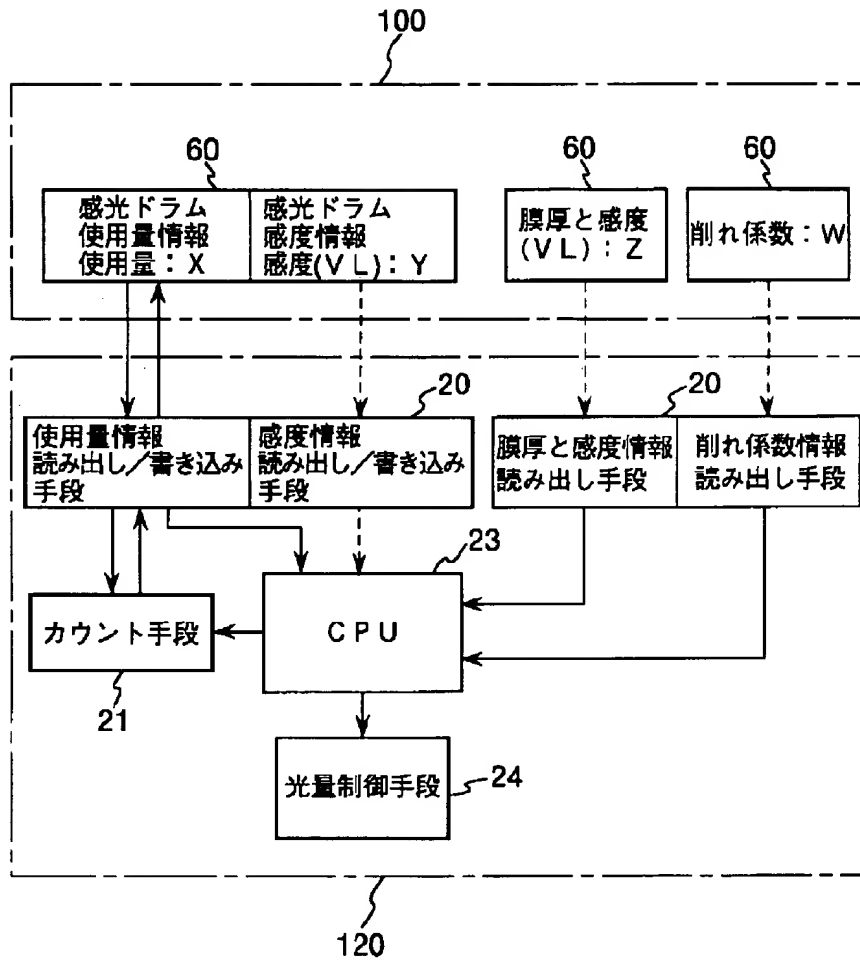 100
60
60
60
感光ドラム
使用量情報
使用量：X
感光ドラム
感度情報
感度(VL)：Y
膜厚と感度
(VL)：Z
削れ係数：W
20
20
使用量情報
読み出し／書き込み
手段
感度情報
読み出し／書き込み
手段
膜厚と感度情報
読み出し手段
削れ係数情報
読み出し手段
23
カウント手段
CPU
21
光量制御手段
24
120